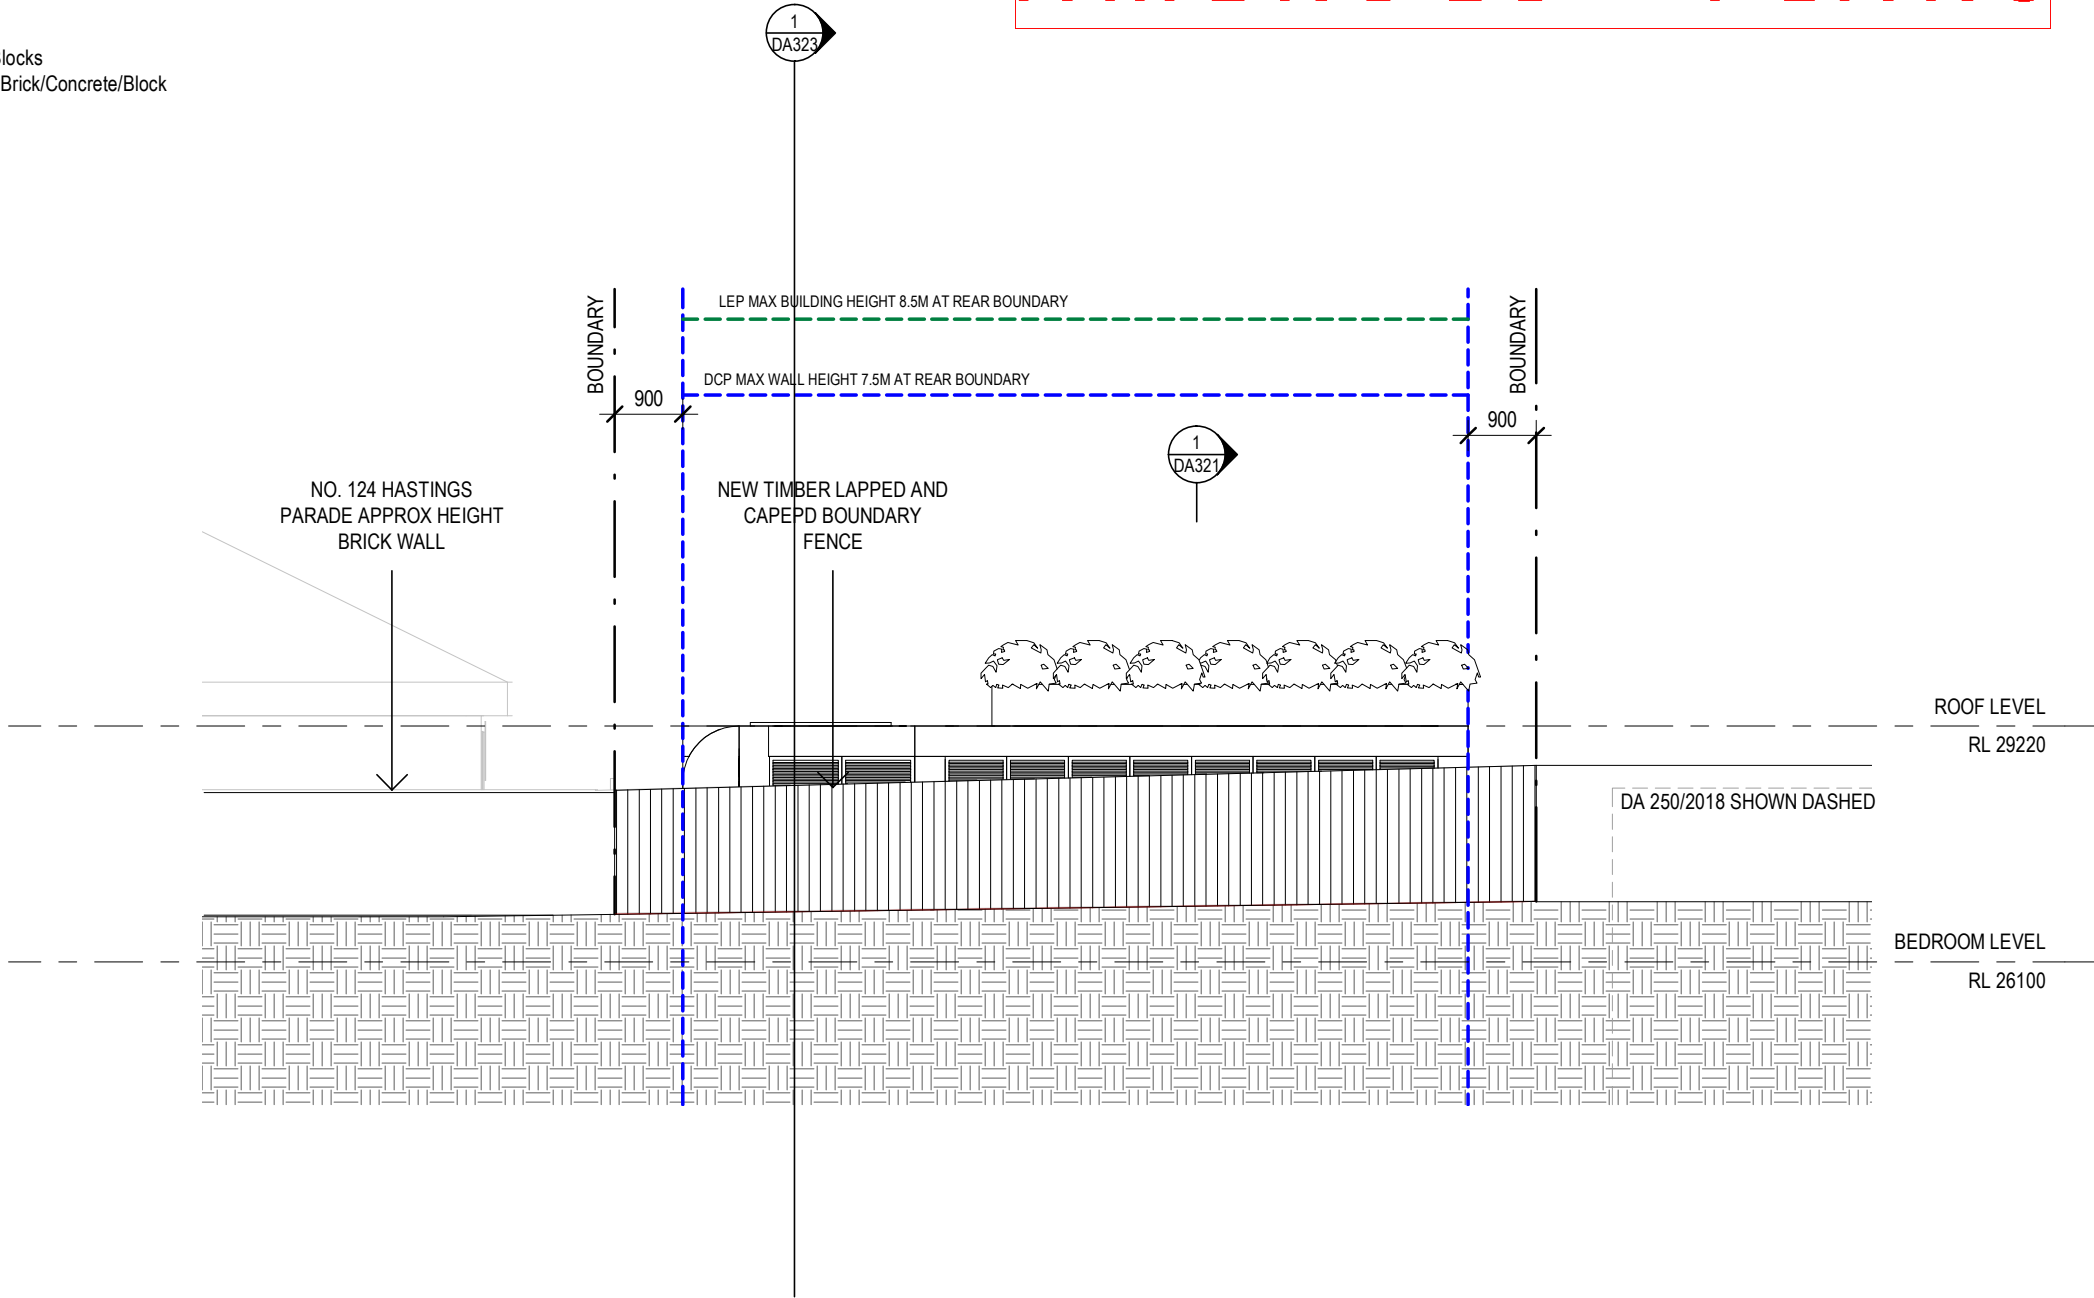 1
DA323
Brick/Concrete/Block
LEP MAX BUILDING HEIGHT 8.5M AT REAR BOUNDARY
BOUNDARY
BOUNDARY
DCP MAX WALL HEIGHT 7.5M AT REAR BOUNDARY
900
900
1
DA321
NO. 124 HASTINGS
PARADE APPROX HEIGHT
BRICK WALL
NEW TIMBER LAPPED AND
CAPEPD BOUNDARY
FENCE
ROOF LEVEL
RL 29220
DA 250/2018 SHOWN DASHED
BEDROOM LEVEL
RL 26100